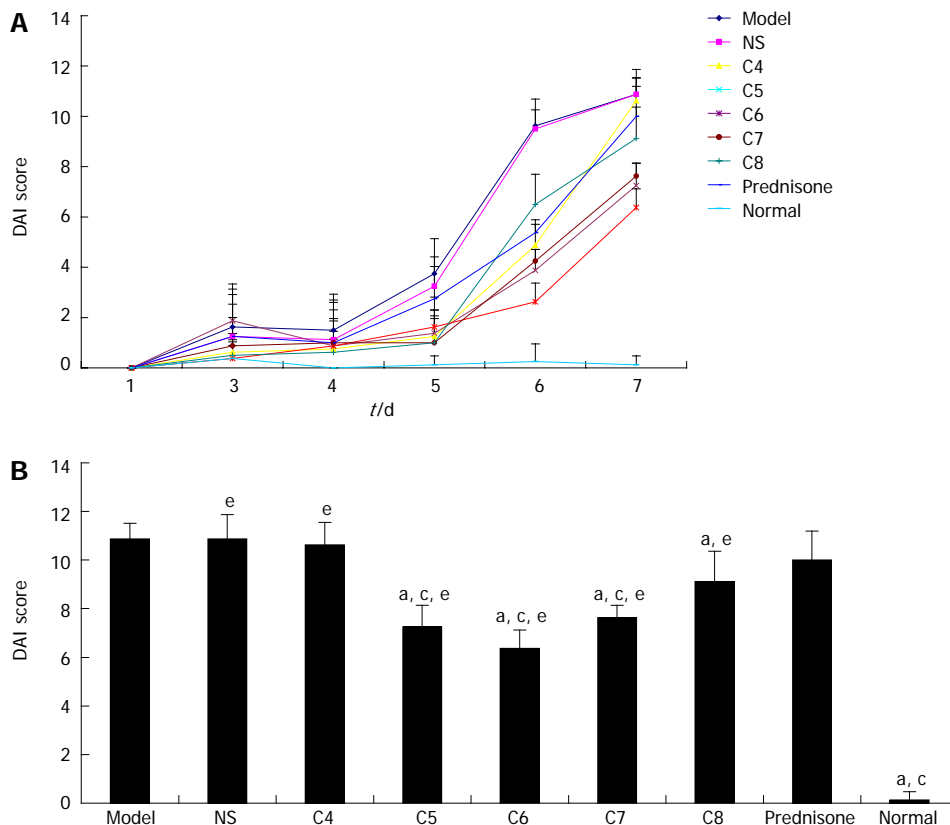 A
14
12
10
8
6
4
2
0
DAI score
1 3 4 5 6 7
t/d
Model
NS
C4
C5
C6
C7
C8
Prednisone
Normal
B
14
12
10
8
6
4
2
0
DAI score
e
e
a, c, e
a, c, e
a, c, e
a, e
a, c
Model NS C4 C5 C6 C7 C8 Prednisone Normal